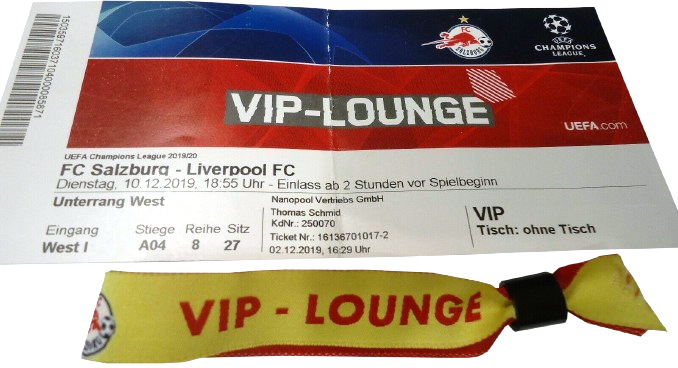 FC
SALZBURG
UEFA
CHAMPIONS
LEAGUE
VIP-LOUNGE
UEFA.com
UEFA Champions League 2019/20
FC Salzburg - Liverpool FC
Dienstag, 10.12.2019, 18:55 Uhr - Einlass ab 2 Stunden vor Spielbeginn
Unterrang West
Nanopool Vertriebs GmbH
Thomas Schmid
KdNr.: 250070
Ticket Nr.: 16136701017-2
02.12.2019, 16:29 Uhr
VIP
Tisch: ohne Tisch
Eingang Stiege Reihe Sitz
West I A04 8 27
VIP - LOUNGE